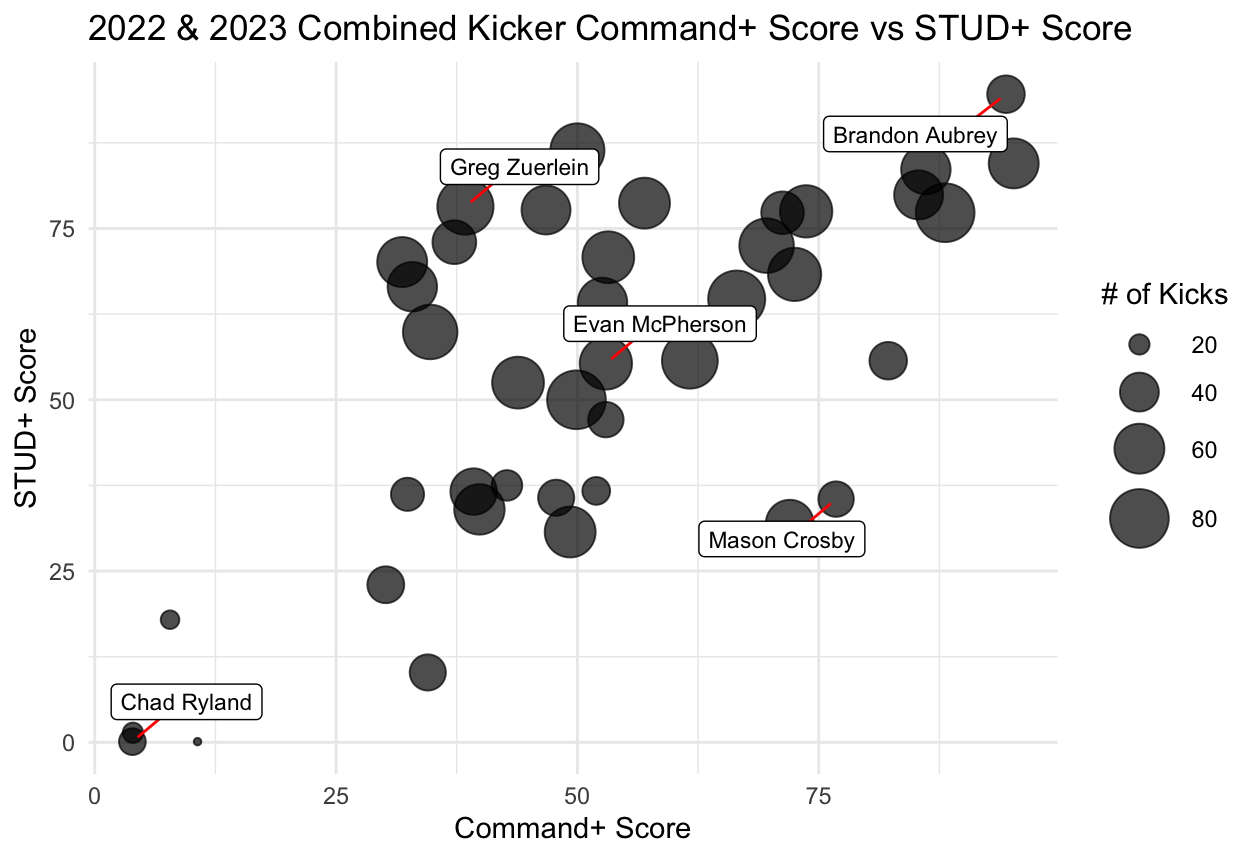 2022 & 2023 Combined Kicker Command+ Score vs STUD+ Score
Brandon Aubrey
Greg Zuerlein
Evan McPherson
Mason Crosby
Chad Ryland
STUD+ Score
75
50
25
0
0
25
50
75
Command+ Score
# of Kicks
20
40
60
80